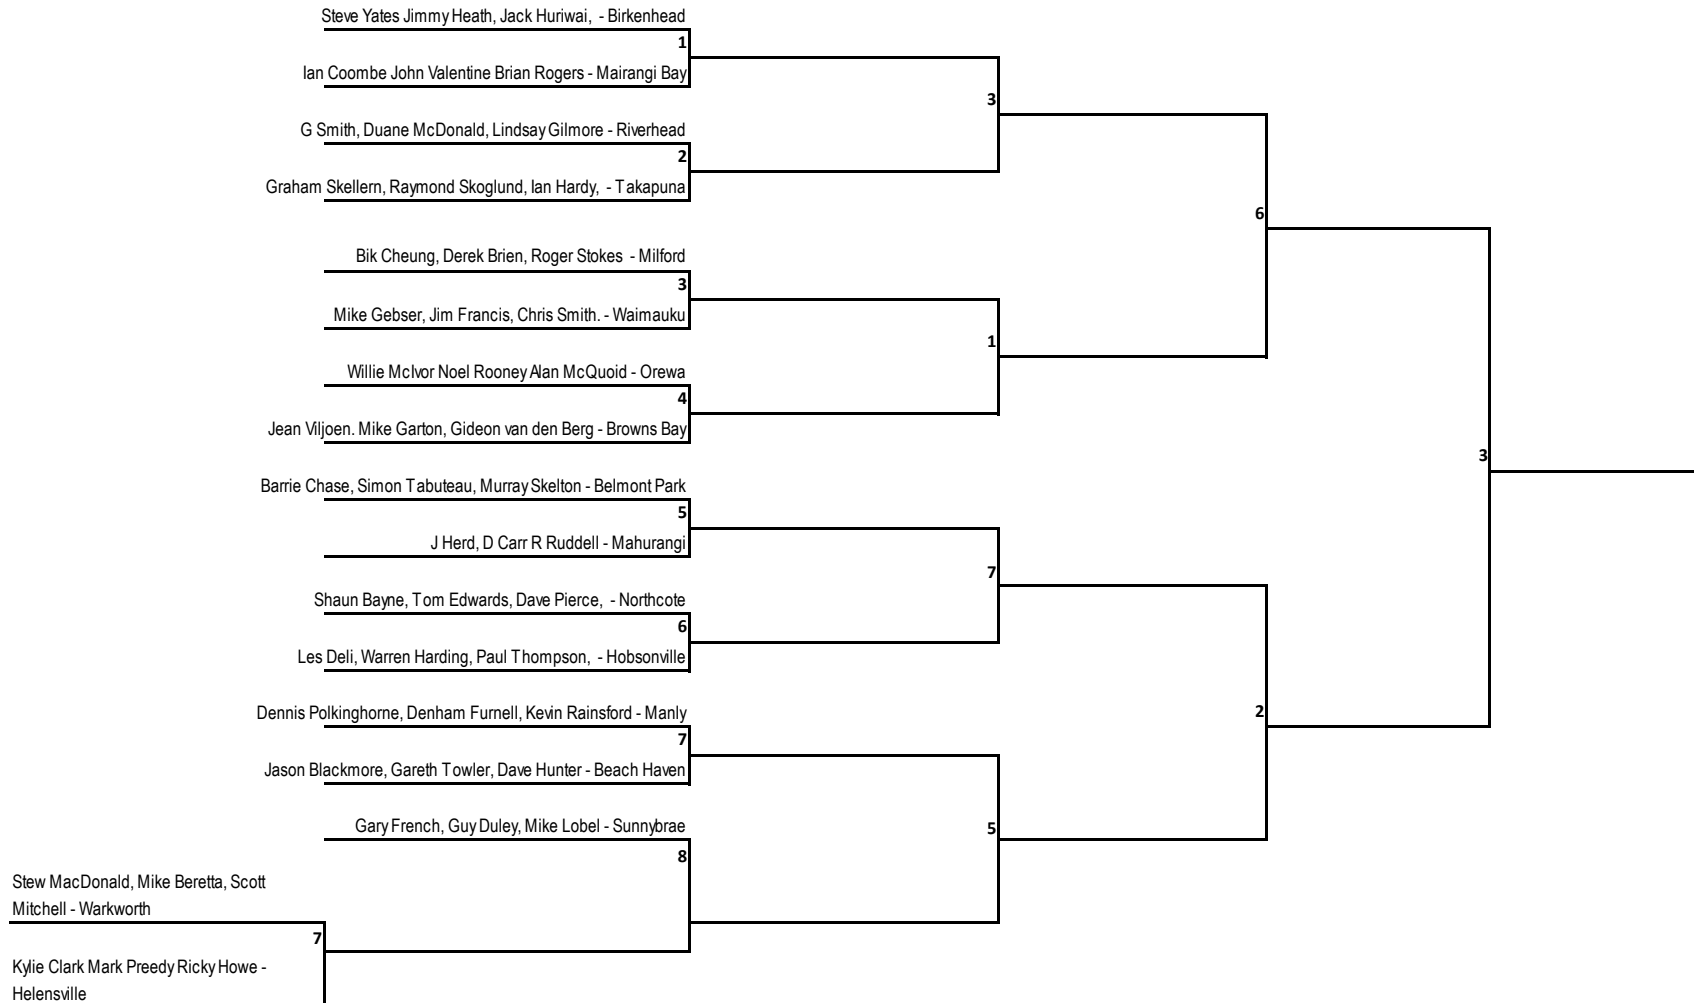 Steve Yates Jimmy Heath, Jack Huriwai,  - Birkenhead
1
Ian Coombe John Valentine Brian Rogers - Mairangi Bay
3
G Smith, Duane McDonald, Lindsay Gilmore - Riverhead
2
Graham Skellern, Raymond Skoglund, Ian Hardy,  - Takapuna
6
Bik Cheung, Derek Brien, Roger Stokes  - Milford
3
Mike Gebser, Jim Francis, Chris Smith. - Waimauku
1
Willie McIvor Noel Rooney Alan McQuoid - Orewa
4
Jean Viljoen. Mike Garton, Gideon van den Berg - Browns Bay
3
Barrie Chase, Simon Tabuteau, Murray Skelton - Belmont Park
5
J Herd, D Carr R Ruddell - Mahurangi
7
Shaun Bayne, Tom Edwards, Dave Pierce,  - Northcote
6
Les Deli, Warren Harding, Paul Thompson,  - Hobsonville
Dennis Polkinghorne, Denham Furnell, Kevin Rainsford - Manly
2
7
Jason Blackmore, Gareth Towler, Dave Hunter - Beach Haven
Gary French, Guy Duley, Mike Lobel - Sunnybrae
5
8
Stew MacDonald, Mike Beretta, Scott
Mitchell - Warkworth
7
Kylie Clark Mark Preedy Ricky Howe -
Helensville